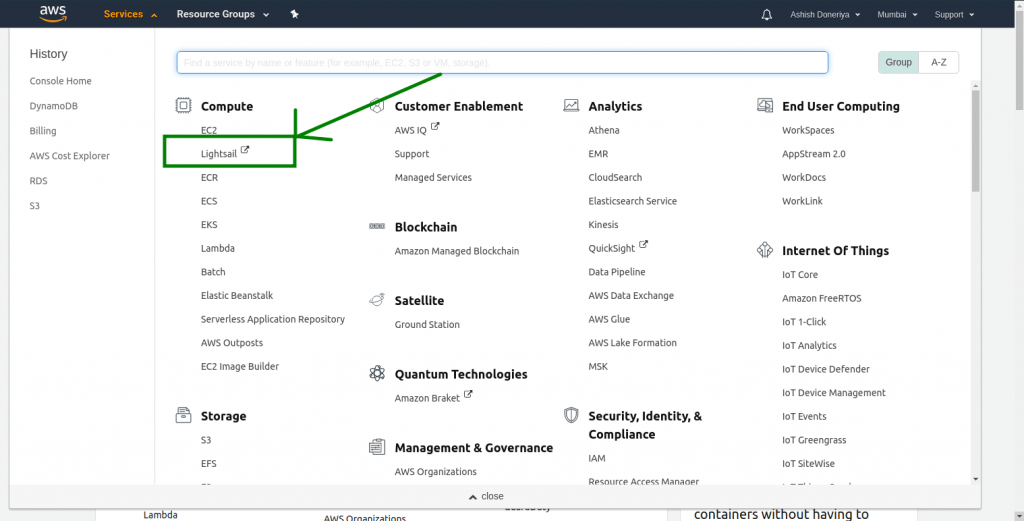 aws
Services
Resource Groups
Ashish Doneriya
Mumbai
Support
History
Console Home
DynamoDB
Billing
AWS Cost Explorer
RDS
S3
Find a service by name or feature (for example, EC2, S3 or VM, storage).
Group
A-Z
Compute
EC2
Lightsail
ECR
ECS
EKS
Lambda
Batch
Elastic Beanstalk
Serverless Application Repository
AWS Outposts
EC2 Image Builder
Storage
S3
EFS
Customer Enablement
AWS IQ
Support
Managed Services
Blockchain
Amazon Managed Blockchain
Satellite
Ground Station
Quantum Technologies
Amazon Braket
Management & Governance
AWS Organizations
Analytics
Athena
EMR
CloudSearch
Elasticsearch Service
Kinesis
QuickSight
Data Pipeline
AWS Data Exchange
AWS Glue
AWS Lake Formation
MSK
Security, Identity, &
Compliance
IAM
Resource Access Manager
End User Computing
WorkSpaces
AppStream 2.0
WorkDocs
WorkLink
Internet Of Things
IoT Core
Amazon FreeRTOS
IoT 1-Click
IoT Analytics
IoT Device Defender
IoT Device Management
IoT Events
IoT Greengrass
IoT SiteWise
close
Lambda
AWS Organizations
containers without having to